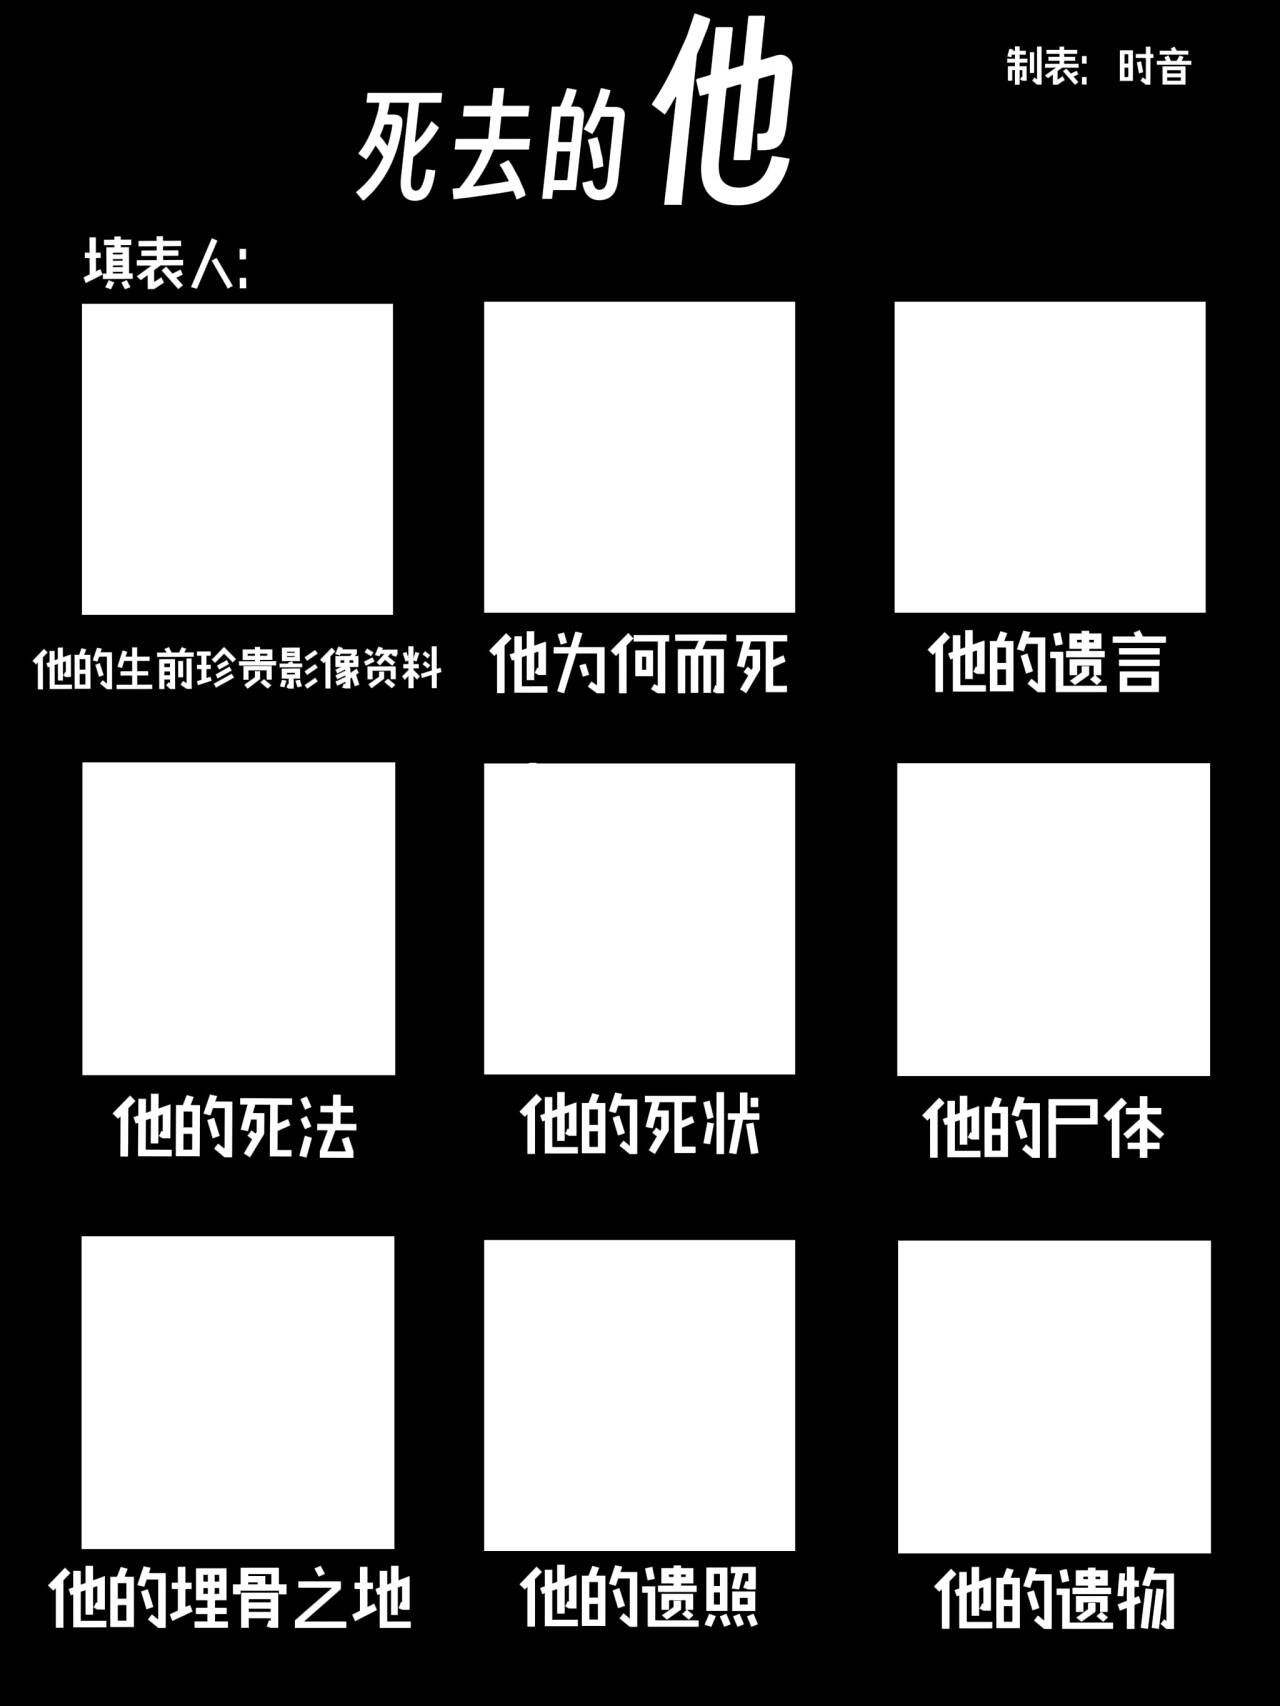 制表: 时音
死去的他
填表人:
他的生前珍贵影像资料
他为何而死
他的遗言
他的死法
他的死状
他的尸体
他的埋骨之地
他的遗照
他的遗物